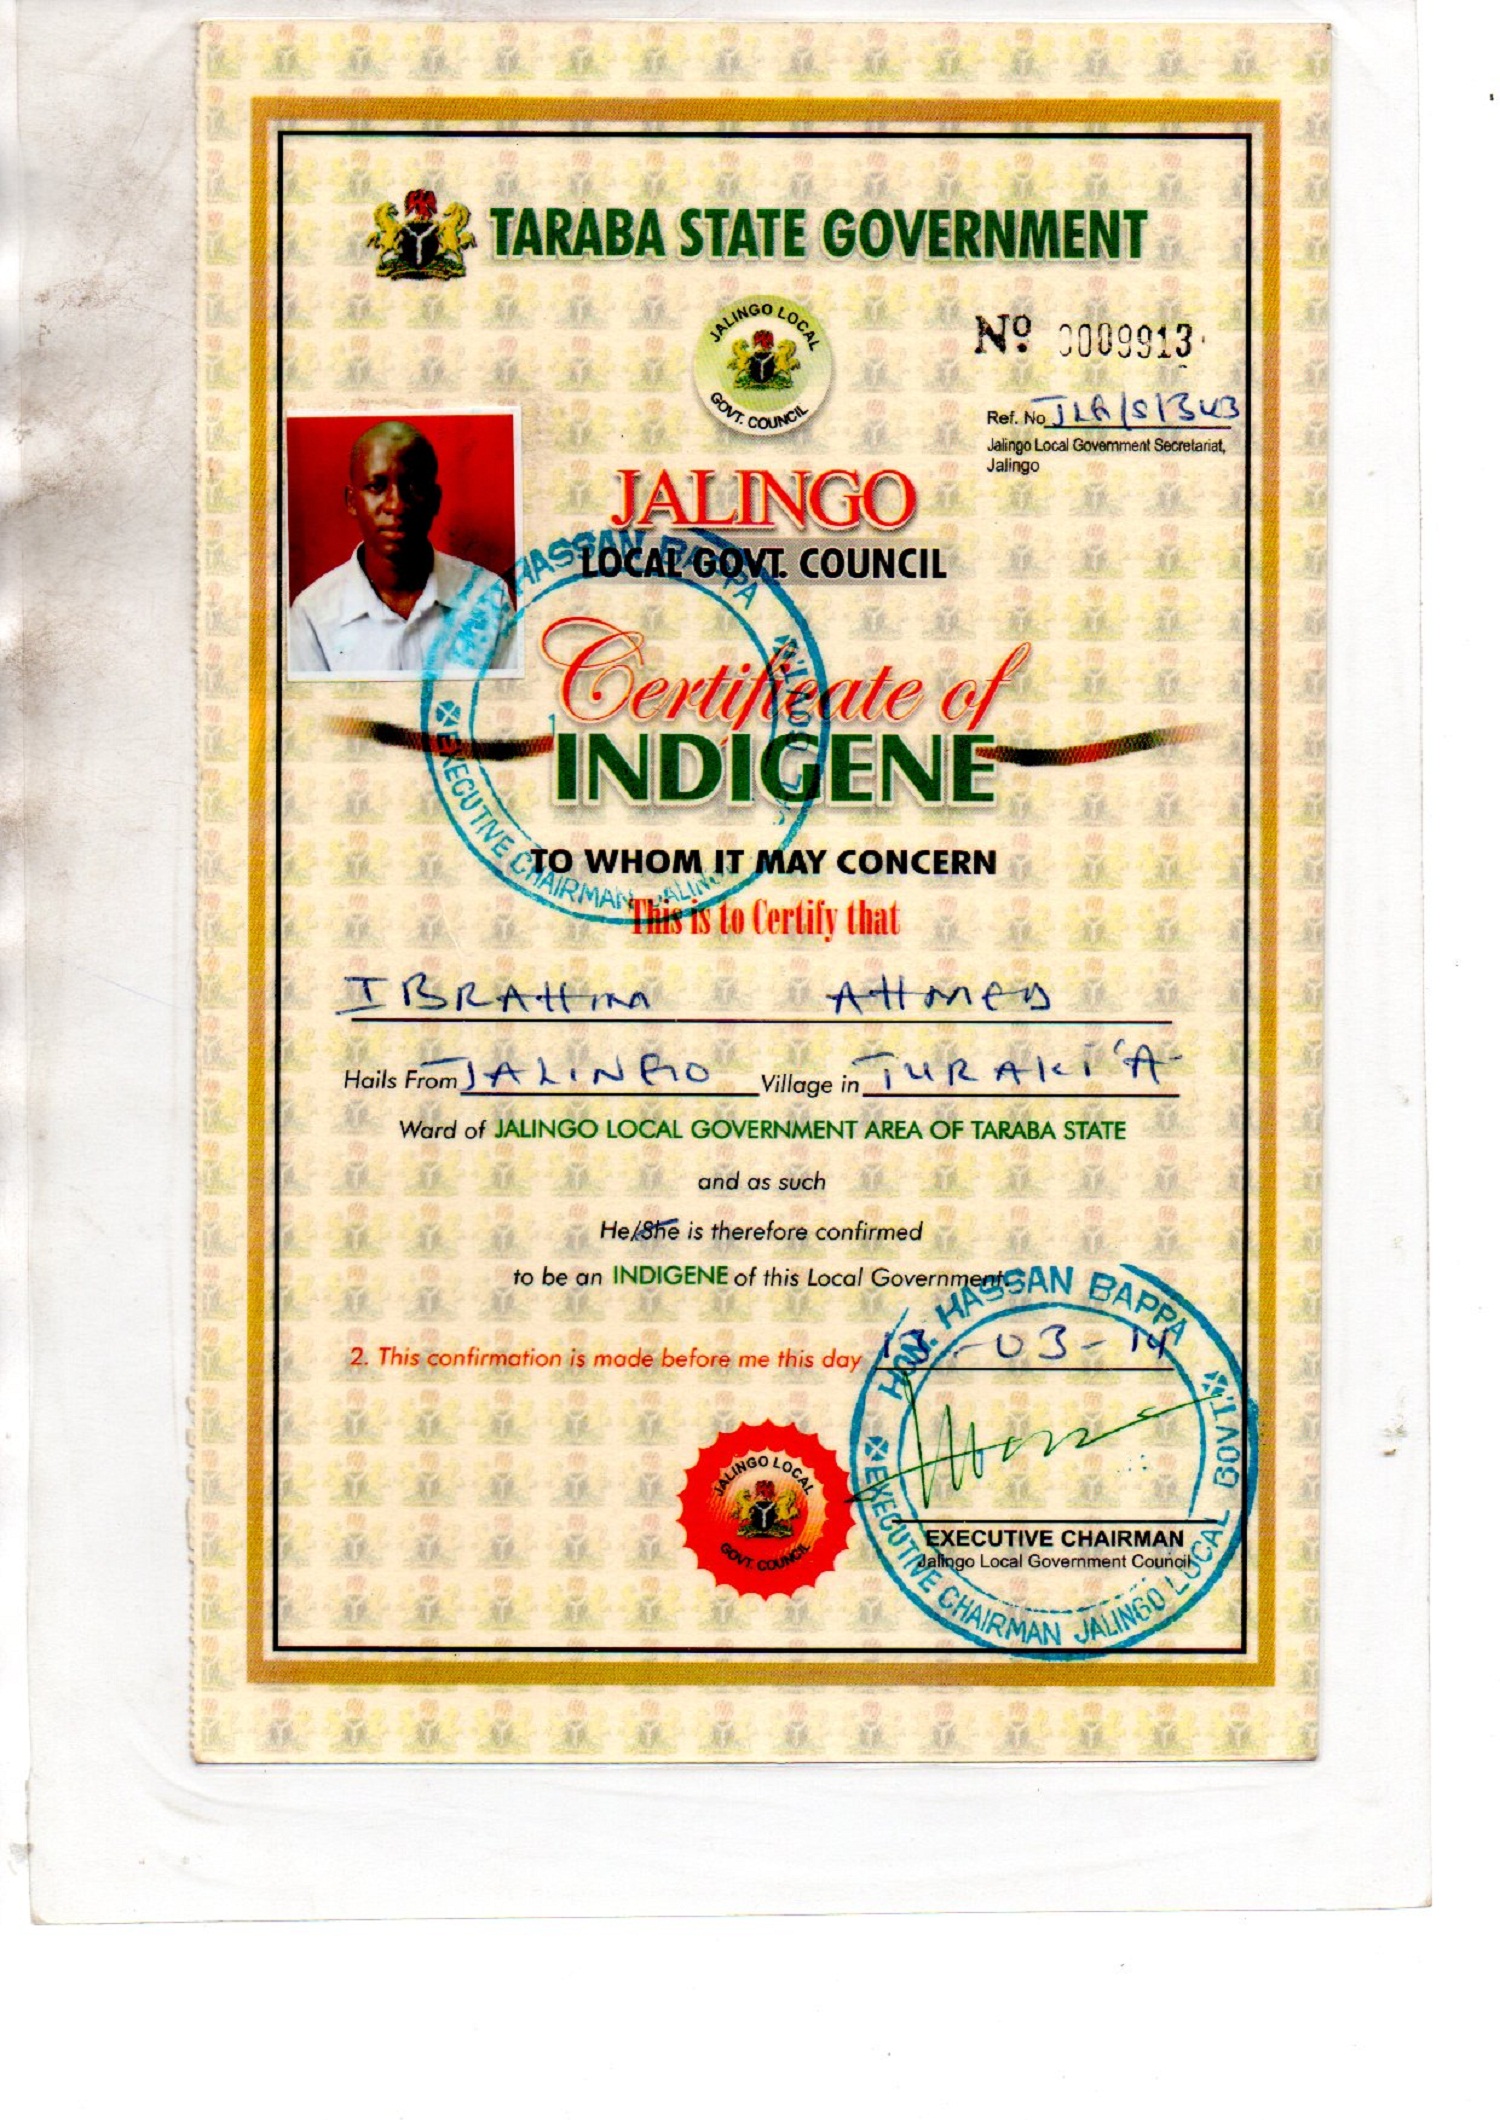 TARABA STATE GOVERNMENT
JALINGO LOCAL
GOVT. COUNCIL
Nº 0009913
Ref. No
Jalingo Local Government Secretariat,
Jalingo
JALINGO
LOCAL GOVT. COUNCIL
HASSAN BAPPA
EXECUTIVE CHAIRMAN JALINGO
Certificate of
INDIGENE
TO WHOM IT MAY CONCERN
This is to Certify that
IBRAHIM AHMED
Hails From JALINGO Village in TURAKI'A
Ward of JALINGO LOCAL GOVERNMENT AREA OF TARABA STATE
and as such
He/She is therefore confirmed
to be an INDIGENE of this Local Government.
2. This confirmation is made before me this day 13-03-14
HON. HASSAN BAPPA
JALINGO LOCAL
GOVT. COUNCIL
EXECUTIVE CHAIRMAN
Jalingo Local Government Council
EXECUTIVE CHAIRMAN JALINGO LOCAL GOVT.